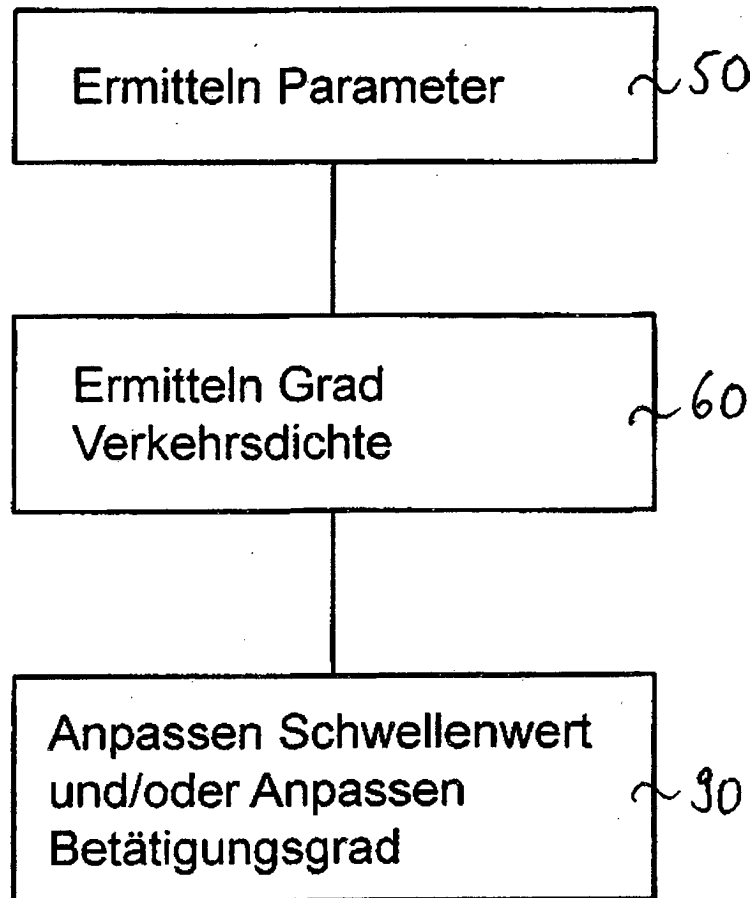 Ermitteln Parameter 50
Ermitteln Grad
Verkehrsdichte 60
Anpassen Schwellenwert
und/oder Anpassen 90
Betätigungsgrad